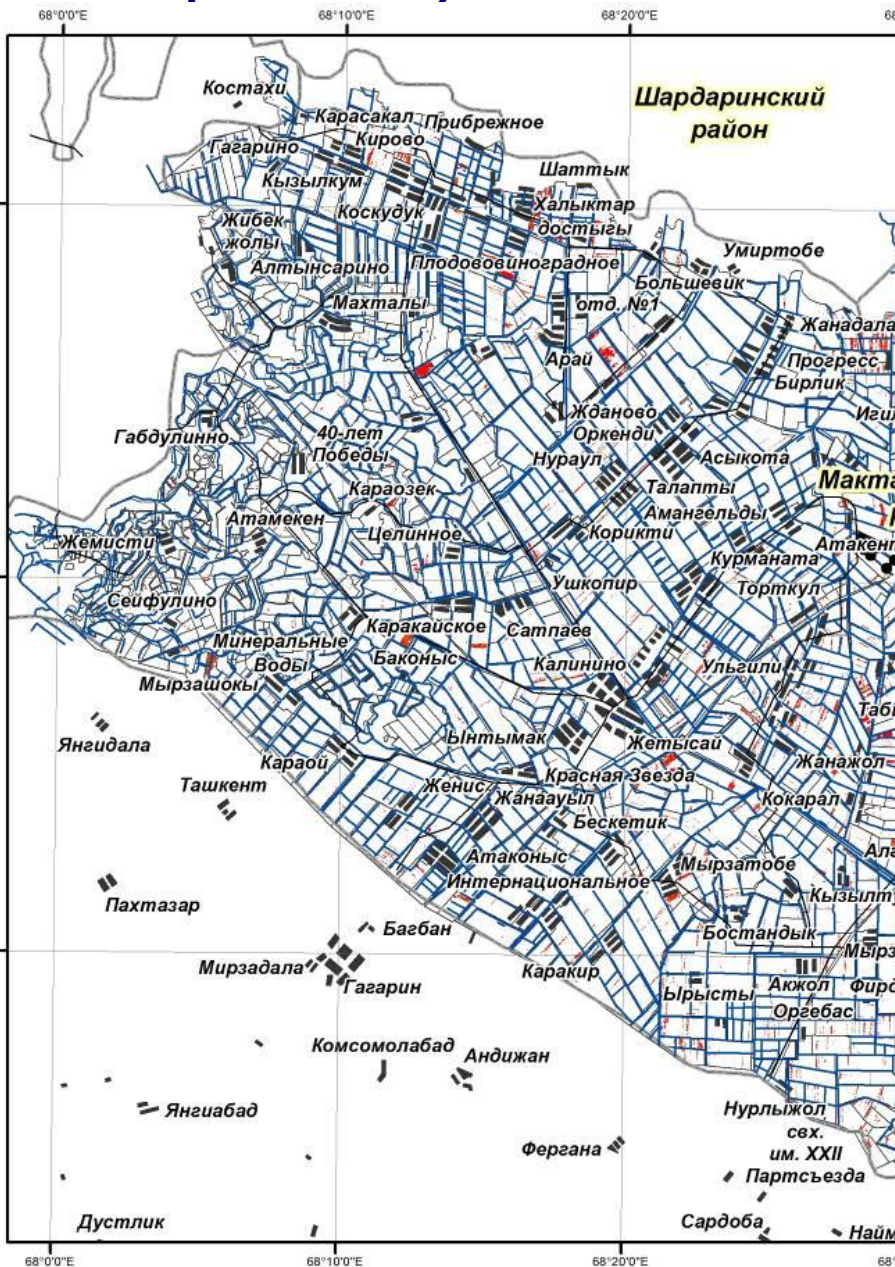 68°0'0"E
68°10'0"E
68°20'0"E
Шардаринский
район
Костахи
Карасакал
Прибрежное
Гагарино
Кирово
Кызылкум
Шаттык
Коскудук
Халыктар
достыгы
Жибек
жолы
Умиртобе
Алтынсарино
Плодововиноградное
Большевик
Махталы
отд. №1
Жанадала
Арай
Прогресс
Бирлик
Жданово
Габдулинно
40-лет
Победы
Оркенди
Нураул
Асыкота
Караозек
Талапты
Атамекен
Амангельды
Жемисти
Целинное
Корикти
Курманата
Ушкопир
Торткул
Сейфулино
Каракайское
Сатпаев
Минеральные
Воды
Баконыс
Калинино
Ульгили
Мырзашокы
Янгидала
Ынтымак
Жетысай
Караой
Красная Звезда
Жанажол
Ташкент
Женис
Жанаауыл
Кокарал
Бескетик
Атаконыс
Мырзатобе
Интернациональное
Пахтазар
Багбан
Бостандык
Мирзадала
Гагарин
Каракир
Ырысты
Акжол
Оргебас
Комсомолабад
Андижан
Янгиабад
Нурлыжол
Фергана
свх.
им. XXII
Партсъезда
Дустлик
Сардоба
68°0'0"E
68°10'0"E
68°20'0"E